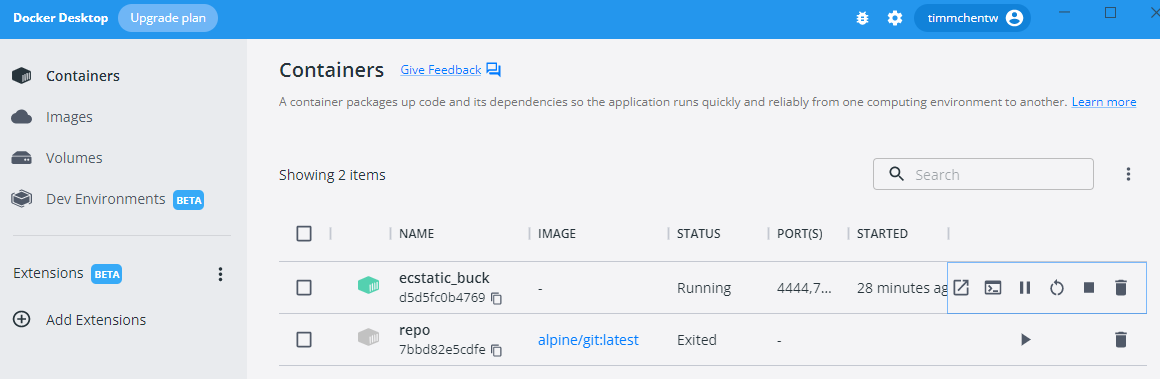 Docker Desktop Upgrade plan timmchentw
Containers
Images
Volumes
Dev Environments BETA
Extensions BETA
Add Extensions
Containers Give Feedback
A container packages up code and its dependencies so the application runs quickly and reliably from one computing environment to another. Learn more
Showing 2 items Search
NAME IMAGE STATUS PORT(S) STARTED
ecstatic_buck
d5d5fc0b4769 - Running 4444,7... 28 minutes ag
repo
7bbd82e5cdfe alpine/git:latest Exited -